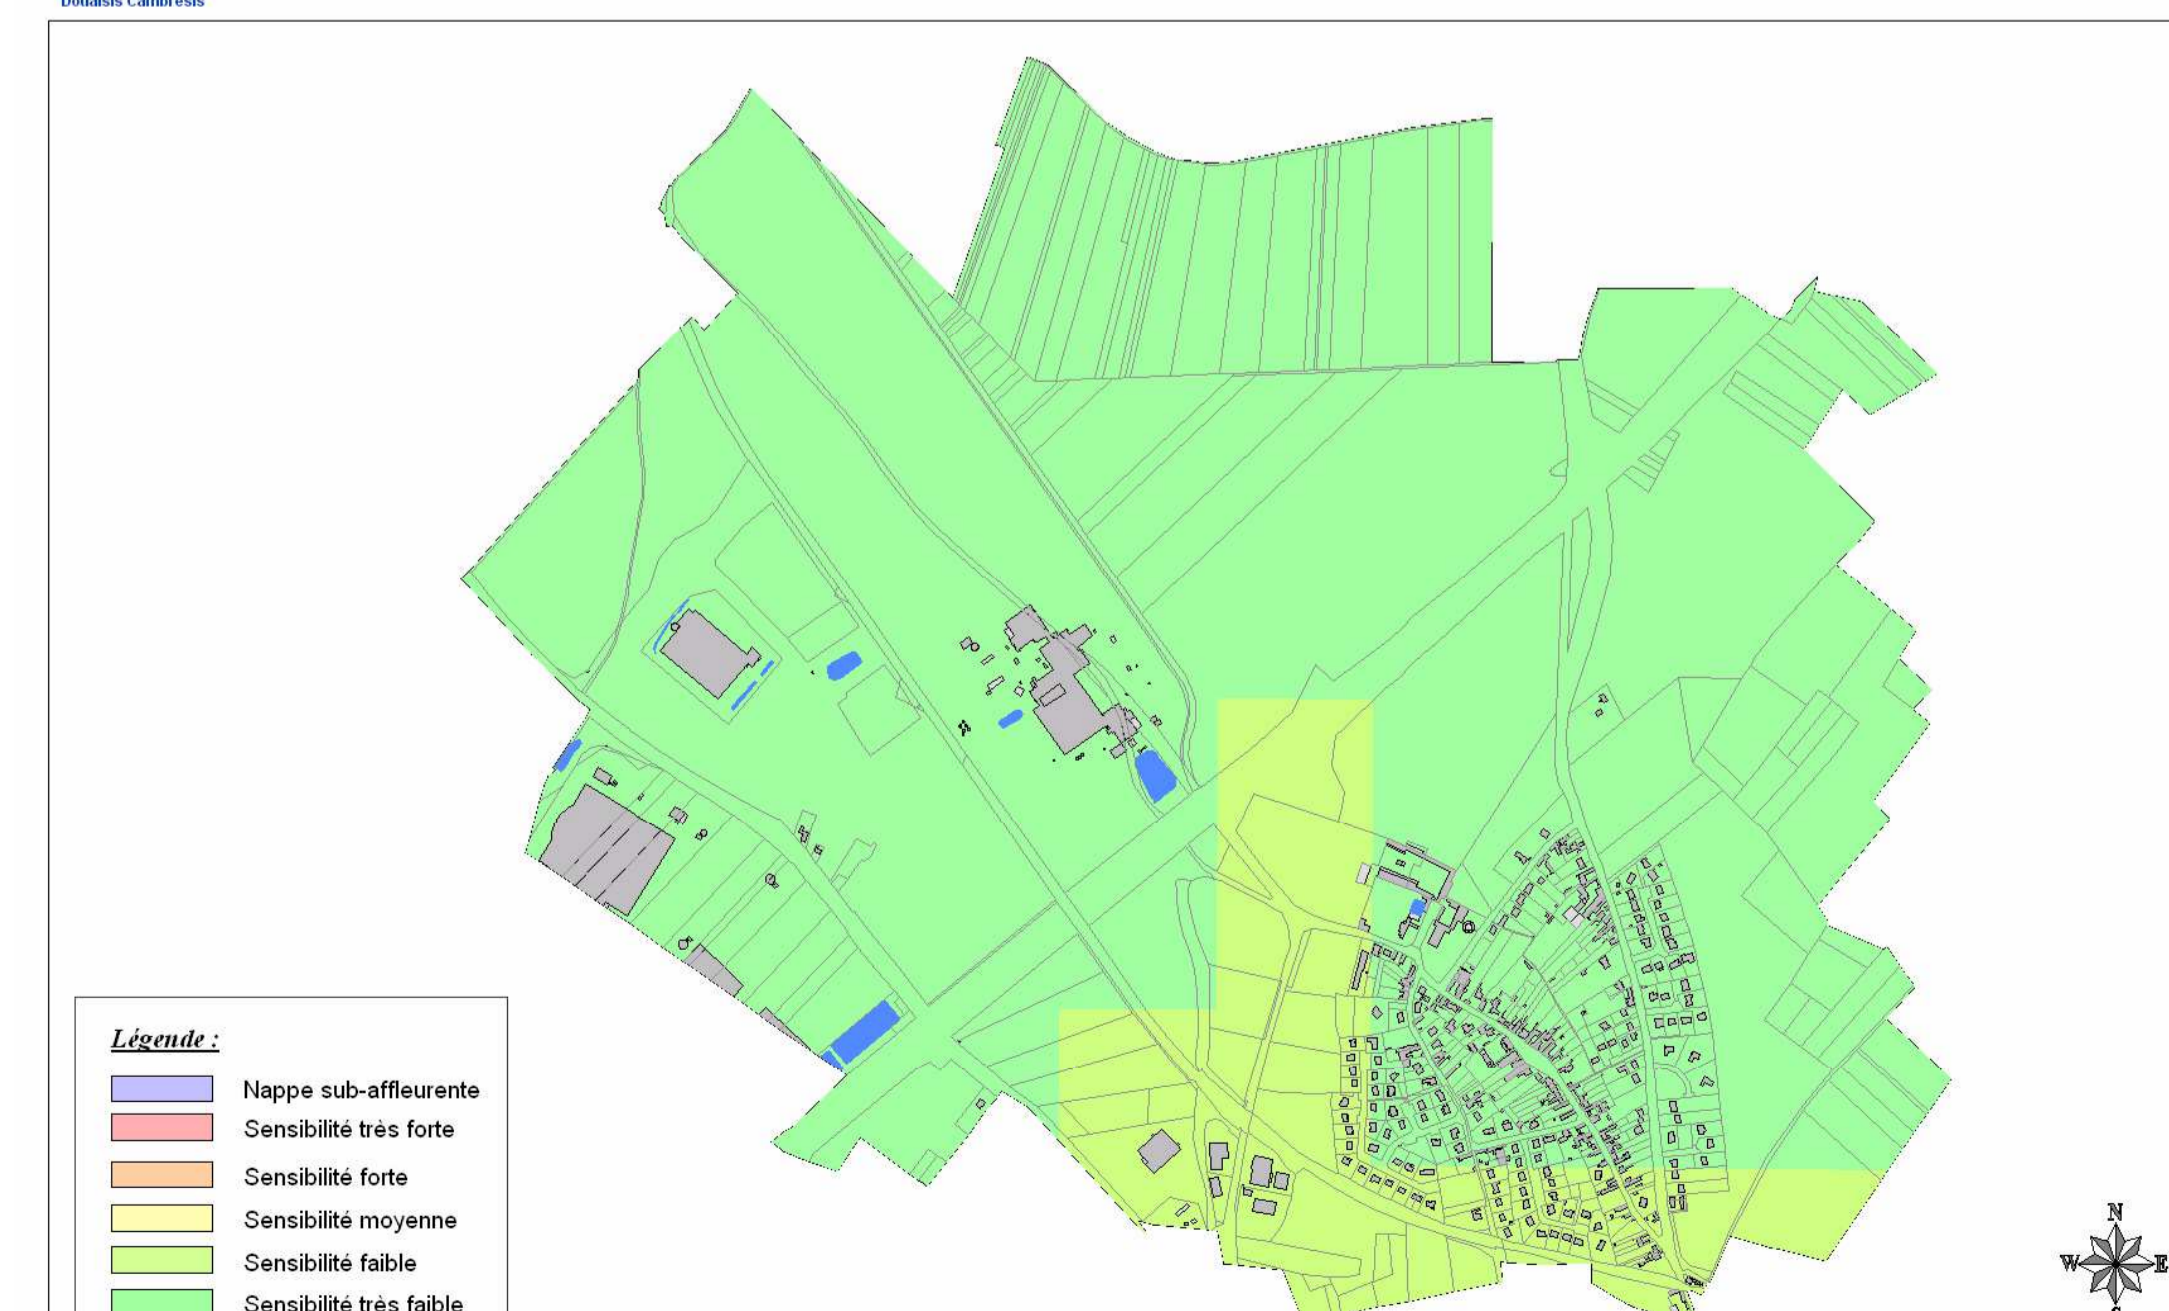 Douaisis Cambrésis
Légende :
Nappe sub-affleurente
Sensibilité très forte
Sensibilité forte
Sensibilité moyenne
Sensibilité faible
Sensibilité très faible
N
W E
S